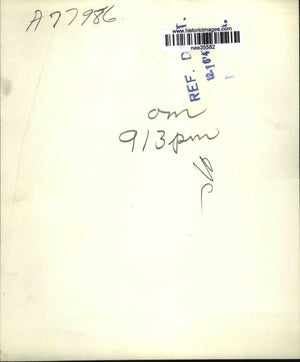 A77986.
www.historicimages.com
nee35582
REF. D
T.
om
913pm